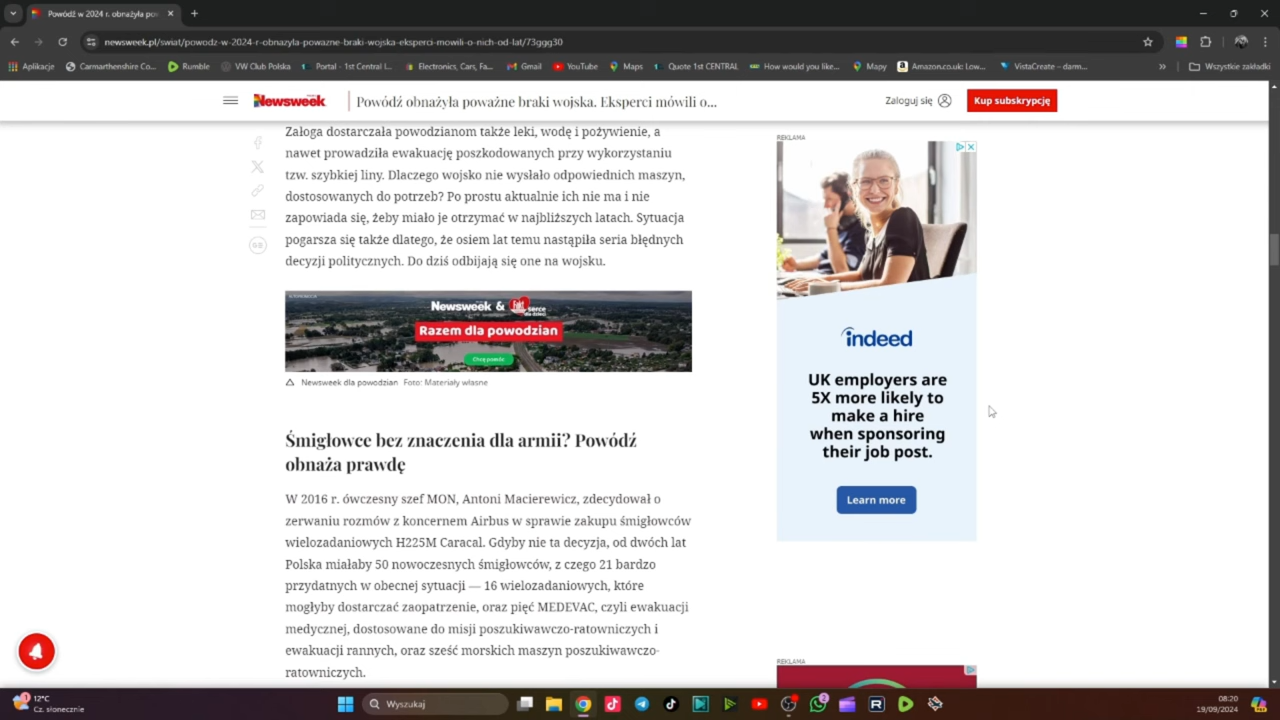 Powódź w 2024 r. obnażyła po
newsweek.pl/swiat/powodz-w-2024-r-obnazyla-powazne-braki-wojska-eksperci-mowili-o-nich-od-lat/73ggg30
Aplikacje
Carmarthenshire Co...
Rumble
VW Club Polska
Portal - 1st Central I...
Electronics, Cars, Fa...
Gmail
YouTube
Maps
Quote 1st CENTRAL
How would you like...
Mapy
Amazon.co.uk: Low...
VistaCreate – darm...
Wszystkie zakładki
Newsweek
Powódź obnażyła poważne braki wojska. Eksperci mówili o...
Zaloguj się
Kup subskrypcję
Załoga dostarczała powodzianom także leki, wodę i pożywienie, a
nawet prowadziła ewakuację poszkodowanych przy wykorzystaniu
tzw. szybkiej liny. Dlaczego wojsko nie wysłało odpowiednich maszyn,
dostosowanych do potrzeb? Po prostu aktualnie ich nie ma i nie
zapowiada się, żeby miało je otrzymać w najbliższych latach. Sytuacja
pogarsza się także dlatego, że osiem lat temu nastąpiła seria błędnych
decyzji politycznych. Do dziś odbijają się one na wojsku.
Newsweek & Fakt
serce
dla dzieci
Razem dla powodzian
Chcę pomóc
Newsweek dla powodzian Foto: Materiały własne
Śmigłowce bez znaczenia dla armii? Powódź
obnaża prawdę
W 2016 r. ówczesny szef MON, Antoni Macierewicz, zdecydował o
zerwaniu rozmów z koncernem Airbus w sprawie zakupu śmigłowców
wielozadaniowych H225M Caracal. Gdyby nie ta decyzja, od dwóch lat
Polska miałaby 50 nowoczesnych śmigłowców, z czego 21 bardzo
przydatnych w obecnej sytuacji — 16 wielozadaniowych, które
mogłyby dostarczać zaopatrzenie, oraz pięć MEDEVAC, czyli ewakuacji
medycznej, dostosowane do misji poszukiwawczo-ratowniczych i
ewakuacji rannych, oraz sześć morskich maszyn poszukiwawczo-
ratowniczych.
REKLAMA
indeed
UK employers are
5X more likely to
make a hire
when sponsoring
their job post.
Learn more
REKLAMA
1
12°C
Cz. słonecznie
Wyszukaj
2
08:20
19/09/2024